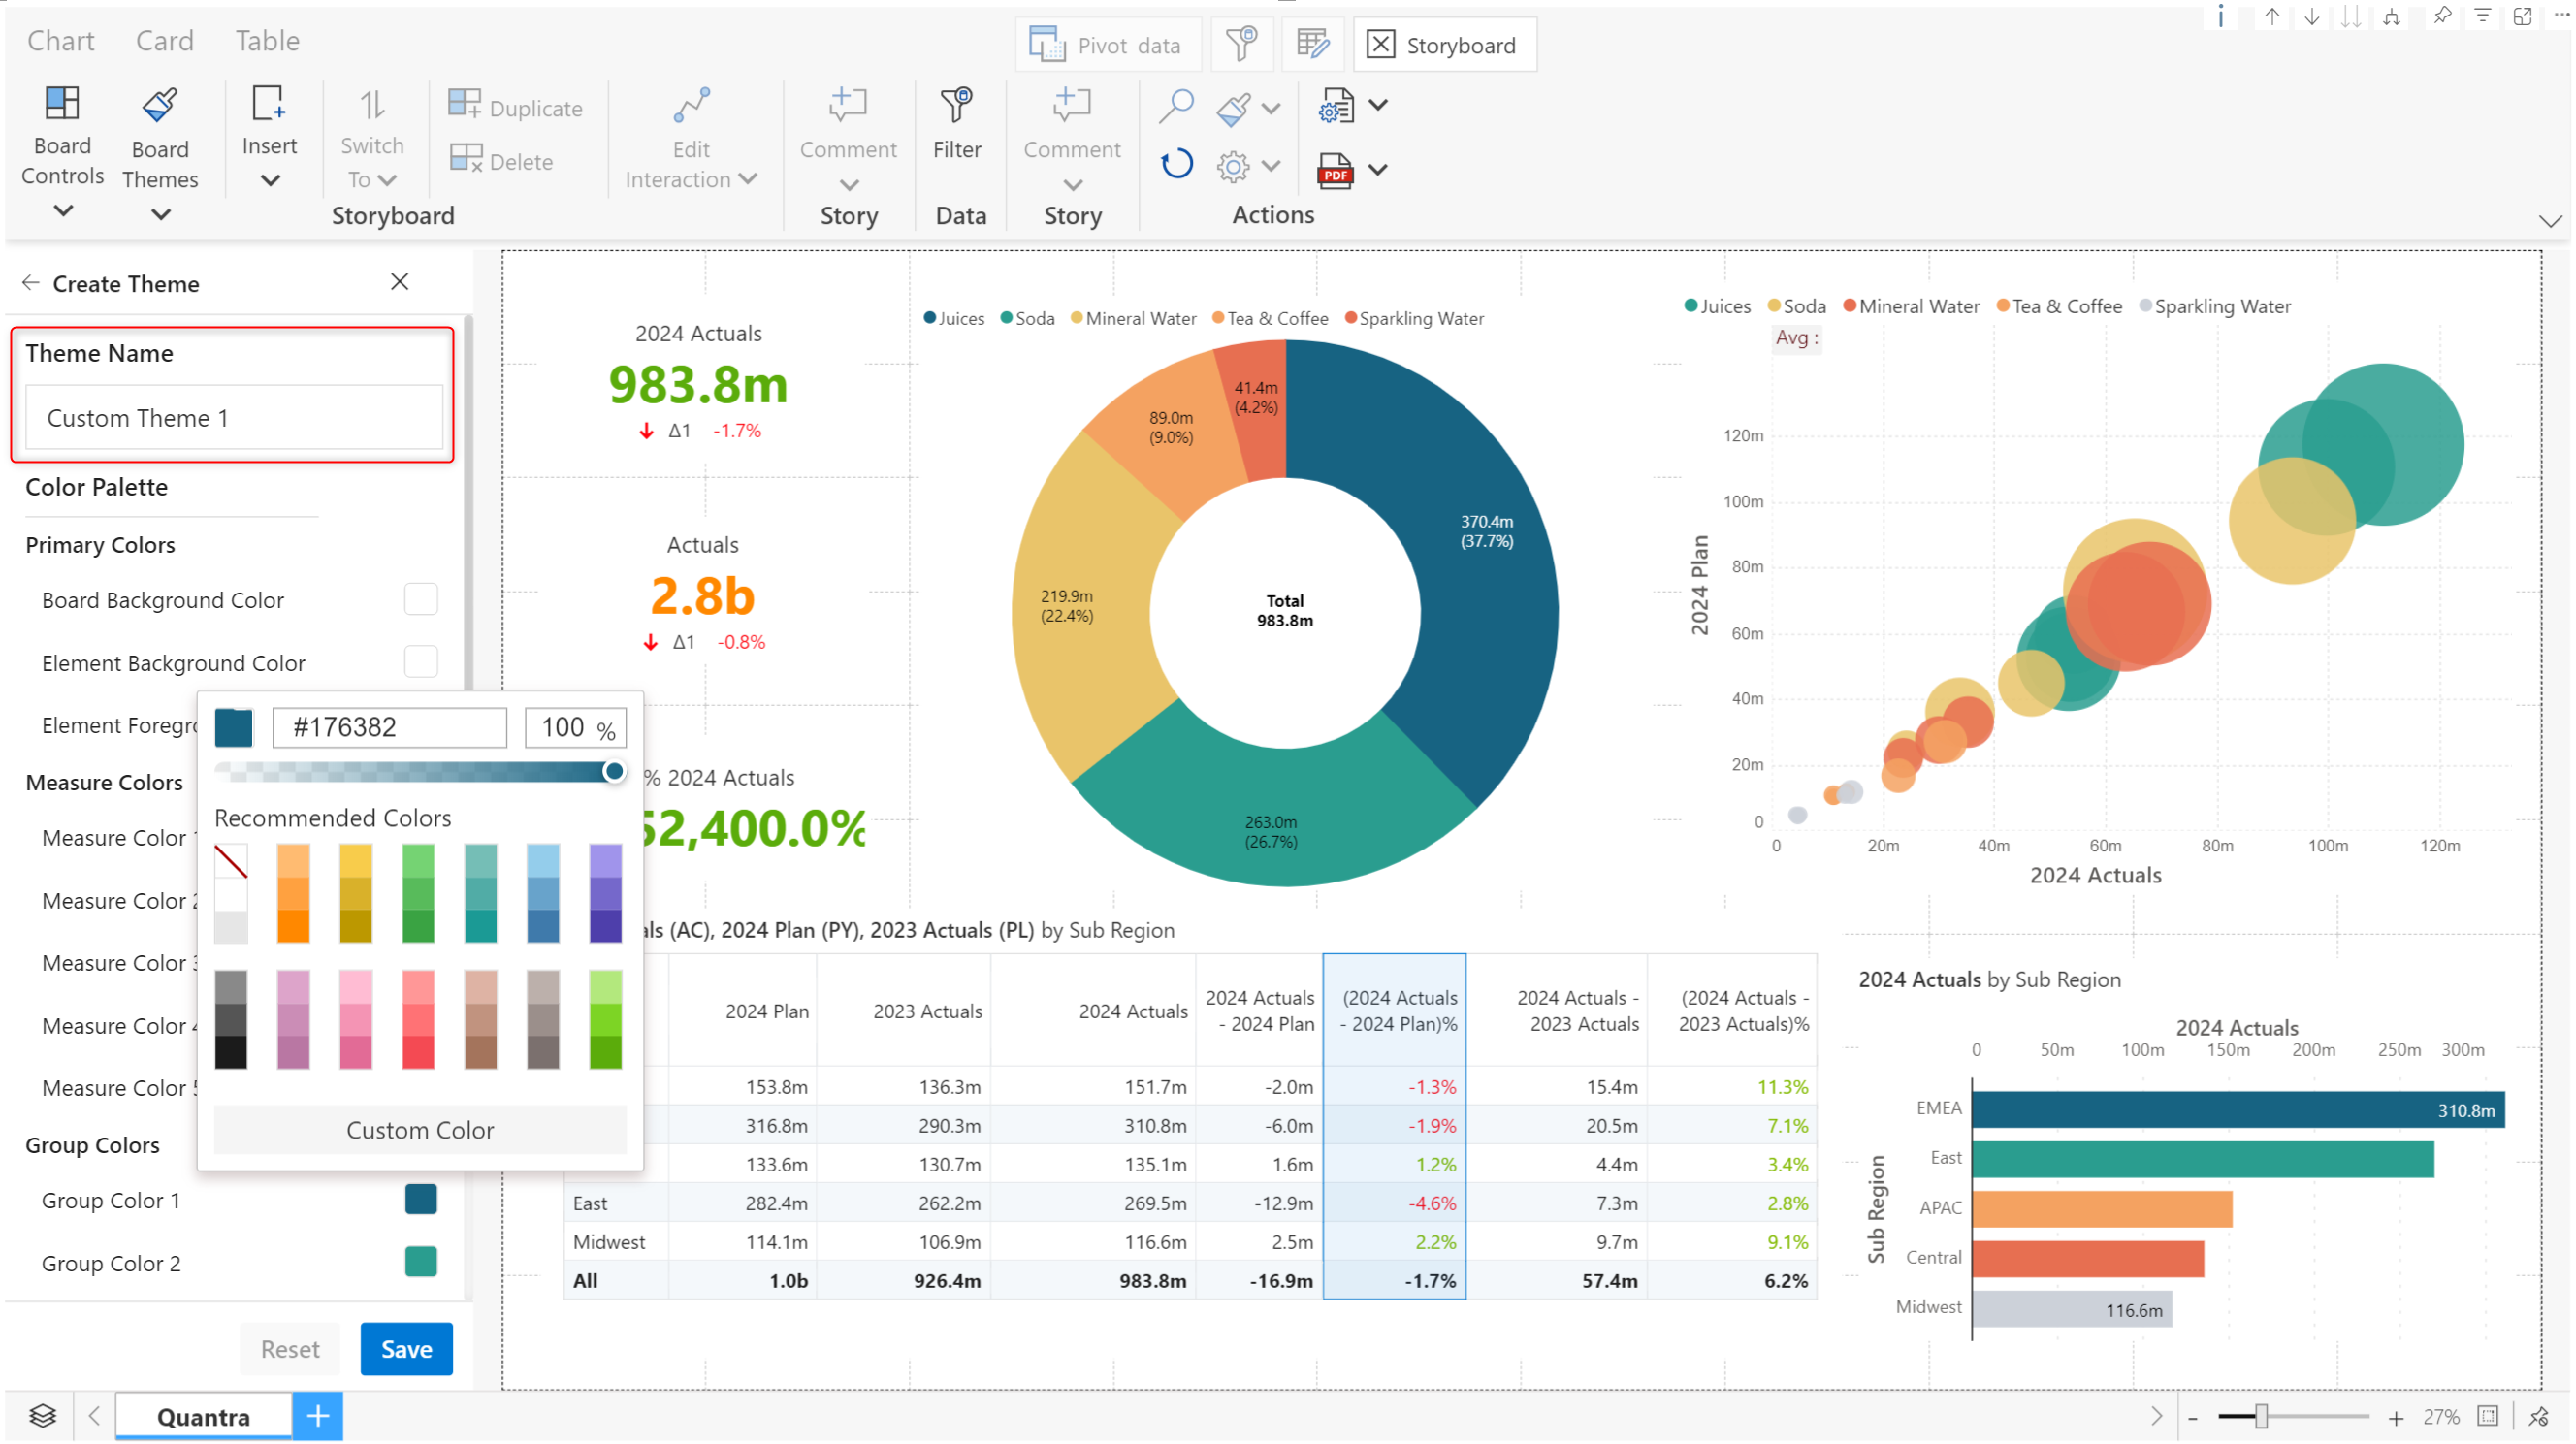 Chart Card Table
Pivot data
Storyboard
Board Controls
Board Themes
Insert
Switch To
Duplicate
Delete
Edit Interaction
Comment
Filter
Comment
PDF
Storyboard
Story
Data
Story
Actions
Create Theme
Theme Name
Custom Theme 1
Color Palette
Primary Colors
Board Background Color
Element Background Color
Measure Colors
Measure Color
Measure Color
Measure Color
Measure Color
Measure Color
Group Colors
Group Color 1
Group Color 2
Reset
Save
#176382
100 %
Recommended Colors
Custom Color
2024 Actuals
983.8m
Δ1 -1.7%
Actuals
2.8b
Δ1 -0.8%
% 2024 Actuals
52,400.0%
Juices Soda Mineral Water Tea & Coffee Sparkling Water
41.4m
(4.2%)
89.0m
(9.0%)
370.4m
(37.7%)
219.9m
(22.4%)
Total
983.8m
263.0m
(26.7%)
Juices Soda Mineral Water Tea & Coffee Sparkling Water
Avg :
2024 Plan
120m
100m
80m
60m
40m
20m
0
0 20m 40m 60m 80m 100m 120m
2024 Actuals
als (AC), 2024 Plan (PY), 2023 Actuals (PL) by Sub Region
2024 Plan 2023 Actuals 2024 Actuals 2024 Actuals - 2024 Plan (2024 Actuals - 2024 Plan)% 2024 Actuals - 2023 Actuals (2024 Actuals - 2023 Actuals)%
153.8m 136.3m 151.7m -2.0m -1.3% 15.4m 11.3%
316.8m 290.3m 310.8m -6.0m -1.9% 20.5m 7.1%
133.6m 130.7m 135.1m 1.6m 1.2% 4.4m 3.4%
East 282.4m 262.2m 269.5m -12.9m -4.6% 7.3m 2.8%
Midwest 114.1m 106.9m 116.6m 2.5m 2.2% 9.7m 9.1%
All 1.0b 926.4m 983.8m -16.9m -1.7% 57.4m 6.2%
2024 Actuals by Sub Region
2024 Actuals
0 50m 100m 150m 200m 250m 300m
Sub Region
EMEA 310.8m
East
APAC
Central
Midwest 116.6m
Quantra
27%